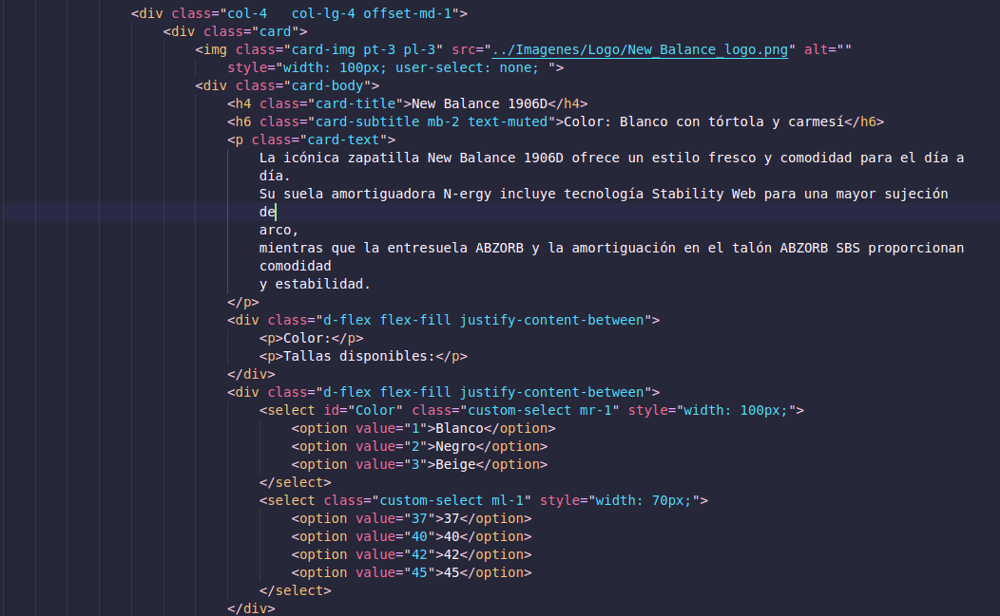 <div class="col-4   col-lg-4 offset-md-1">
<div class="card">
<img class="card-img pt-3 pl-3" src="../Imagenes/Logo/New_Balance_logo.png" alt=""
style="width: 100px; user-select: none; ">
<div class="card-body">
<h4 class="card-title">New Balance 1906D</h4>
<h6 class="card-subtitle mb-2 text-muted">Color: Blanco con tórtola y carmesí</h6>
<p class="card-text">
La icónica zapatilla New Balance 1906D ofrece un estilo fresco y comodidad para el día a
día.
Su suela amortiguadora N-ergy incluye tecnología Stability Web para una mayor sujeción
de
arco,
mientras que la entresuela ABZORB y la amortiguación en el talón ABZORB SBS proporcionan
comodidad
y estabilidad.
</p>
<div class="d-flex flex-fill justify-content-between">
<p>Color:</p>
<p>Tallas disponibles:</p>
</div>
<div class="d-flex flex-fill justify-content-between">
<select id="Color" class="custom-select mr-1" style="width: 100px;">
<option value="1">Blanco</option>
<option value="2">Negro</option>
<option value="3">Beige</option>
</select>
<select class="custom-select ml-1" style="width: 70px;">
<option value="37">37</option>
<option value="40">40</option>
<option value="42">42</option>
<option value="45">45</option>
</select>
</div>